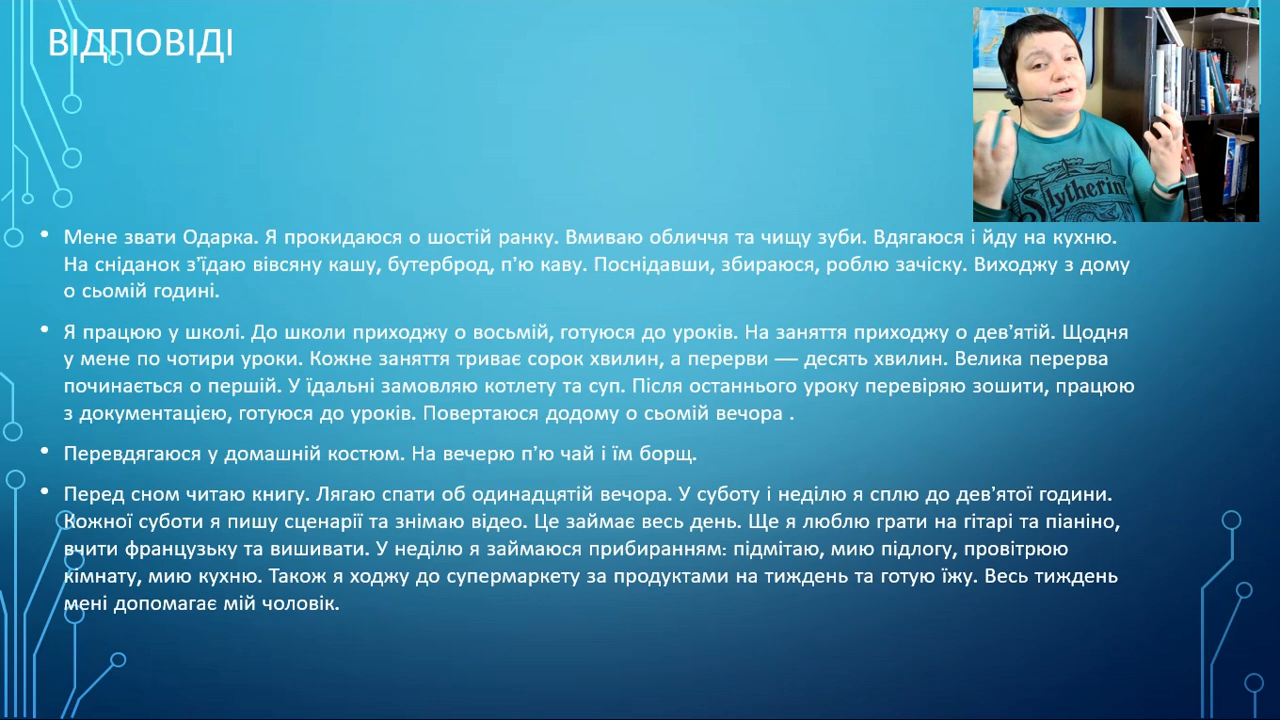 ВІДПОВІДІ
Slytherin
• Мене звати Одарка. Я прокидаюся о шостій ранку. Вмиваю обличчя та чищу зуби. Вдягаюся і йду на кухню.
На сніданок з’їдаю вівсяну кашу, бутерброд, п’ю каву. Поснідавши, збираюся, роблю зачіску. Виходжу з дому
о сьомій годині.
• Я працюю у школі. До школи приходжу о восьмій, готуюся до уроків. На заняття приходжу о дев’ятій. Щодня
у мене по чотири уроки. Кожне заняття триває сорок хвилин, а перерви — десять хвилин. Велика перерва
починається о першій. У їдальні замовляю котлету та суп. Після останнього уроку перевіряю зошити, працюю
з документацією, готуюся до уроків. Повертаюся додому о сьомій вечора .
• Перевдягаюся у домашній костюм. На вечерю п’ю чай і їм борщ.
• Перед сном читаю книгу. Лягаю спати об одинадцятій вечора. У суботу і неділю я сплю до дев’ятої години.
Кожної суботи я пишу сценарії та знімаю відео. Це займає весь день. Ще я люблю грати на гітарі та піаніно,
вчити французьку та вишивати. У неділю я займаюся прибиранням: підмітаю, мию підлогу, провітрюю
кімнату, мию кухню. Також я ходжу до супермаркету за продуктами на тиждень та готую їжу. Весь тиждень
мені допомагає мій чоловік.